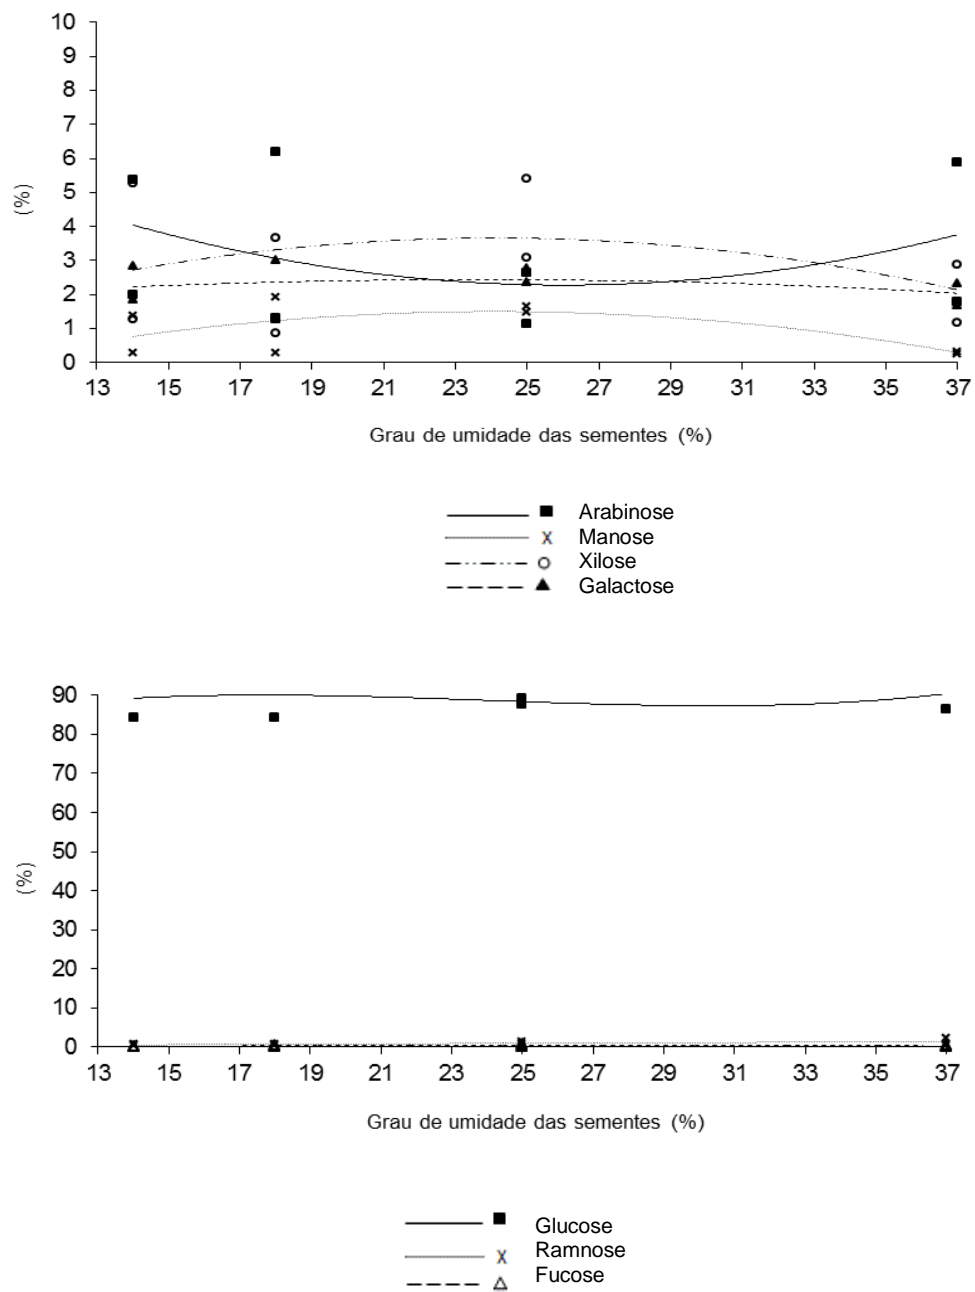 10
9
8
7
6
5
4
3
2
1
0
(%)
13 15 17 19 21 23 25 27 29 31 33 35 37
Grau de umidade das sementes (%)
Arabinose
Manose
Xilose
Galactose
90
80
70
60
50
40
30
20
10
0
(%)
13 15 17 19 21 23 25 27 29 31 33 35 37
Grau de umidade das sementes (%)
Glucose
Ramnose
Fucose